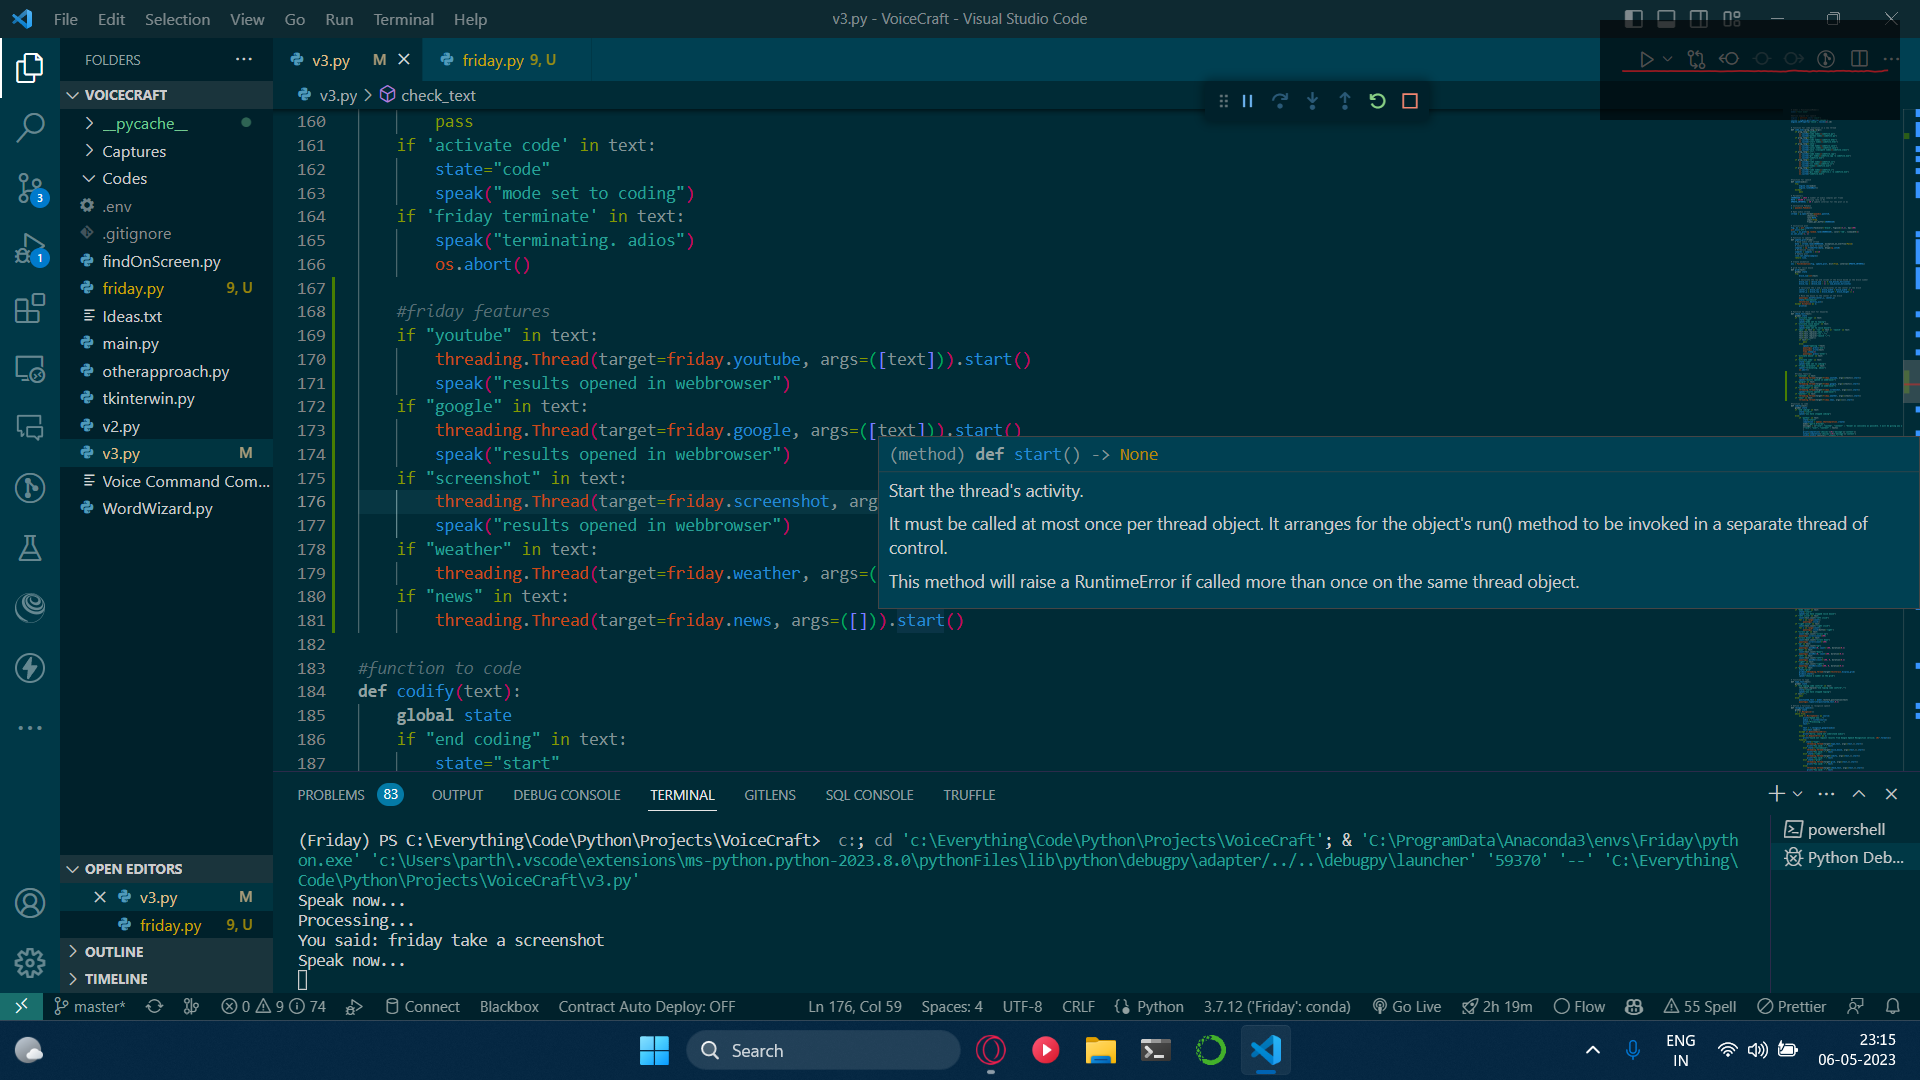 File Edit Selection View Go Run Terminal Help
v3.py - VoiceCraft - Visual Studio Code
FOLDERS
v3.py M
friday.py 9, U
VOICECRAFT
v3.py > check_text
__pycache__
Captures
Codes
.env
.gitignore
findOnScreen.py
friday.py 9, U
Ideas.txt
main.py
otherapproach.py
tkinterwin.py
v2.py
v3.py M
Voice Command Com...
WordWizard.py
3
1
160 pass
161 if 'activate code' in text:
162 state="code"
163 speak("mode set to coding")
164 if 'friday terminate' in text:
165 speak("terminating. adios")
166 os.abort()
167
168 #friday features
169 if "youtube" in text:
170 threading.Thread(target=friday.youtube, args=([text])).start()
171 speak("results opened in webbrowser")
172 if "google" in text:
173 threading.Thread(target=friday.google, args=([text])).start()
174 speak("results opened in webbrowser")
175 if "screenshot" in text:
176 threading.Thread(target=friday.screenshot, arg
177 speak("results opened in webbrowser")
178 if "weather" in text:
179 threading.Thread(target=friday.weather, args=(
180 if "news" in text:
181 threading.Thread(target=friday.news, args=([])).start()
182
183 #function to code
184 def codify(text):
185 global state
186 if "end coding" in text:
187 state="start"
(method) def start() -> None
Start the thread's activity.
It must be called at most once per thread object. It arranges for the object's run() method to be invoked in a separate thread of
control.
This method will raise a RuntimeError if called more than once on the same thread object.
PROBLEMS 83 OUTPUT DEBUG CONSOLE TERMINAL GITLENS SQL CONSOLE TRUFFLE
(Friday) PS C:\Everything\Code\Python\Projects\VoiceCraft> c:; cd 'c:\Everything\Code\Python\Projects\VoiceCraft'; & 'C:\ProgramData\Anaconda3\envs\Friday\pyth
on.exe' 'c:\Users\parth\.vscode\extensions\ms-python.python-2023.8.0\pythonFiles\lib\python\debugpy\adapter/../..\debugpy\launcher' '59370' '--' 'C:\Everything\
Code\Python\Projects\VoiceCraft\v3.py'
Speak now...
Processing...
You said: friday take a screenshot
Speak now...
powershell
Python Deb...
OPEN EDITORS
v3.py M
friday.py 9, U
OUTLINE
TIMELINE
master* 0 9 74 Connect Blackbox Contract Auto Deploy: OFF Ln 176, Col 59 Spaces: 4 UTF-8 CRLF Python 3.7.12 ('Friday': conda) Go Live 2h 19m Flow 55 Spell Prettier
Search
ENG
IN
23:15
06-05-2023